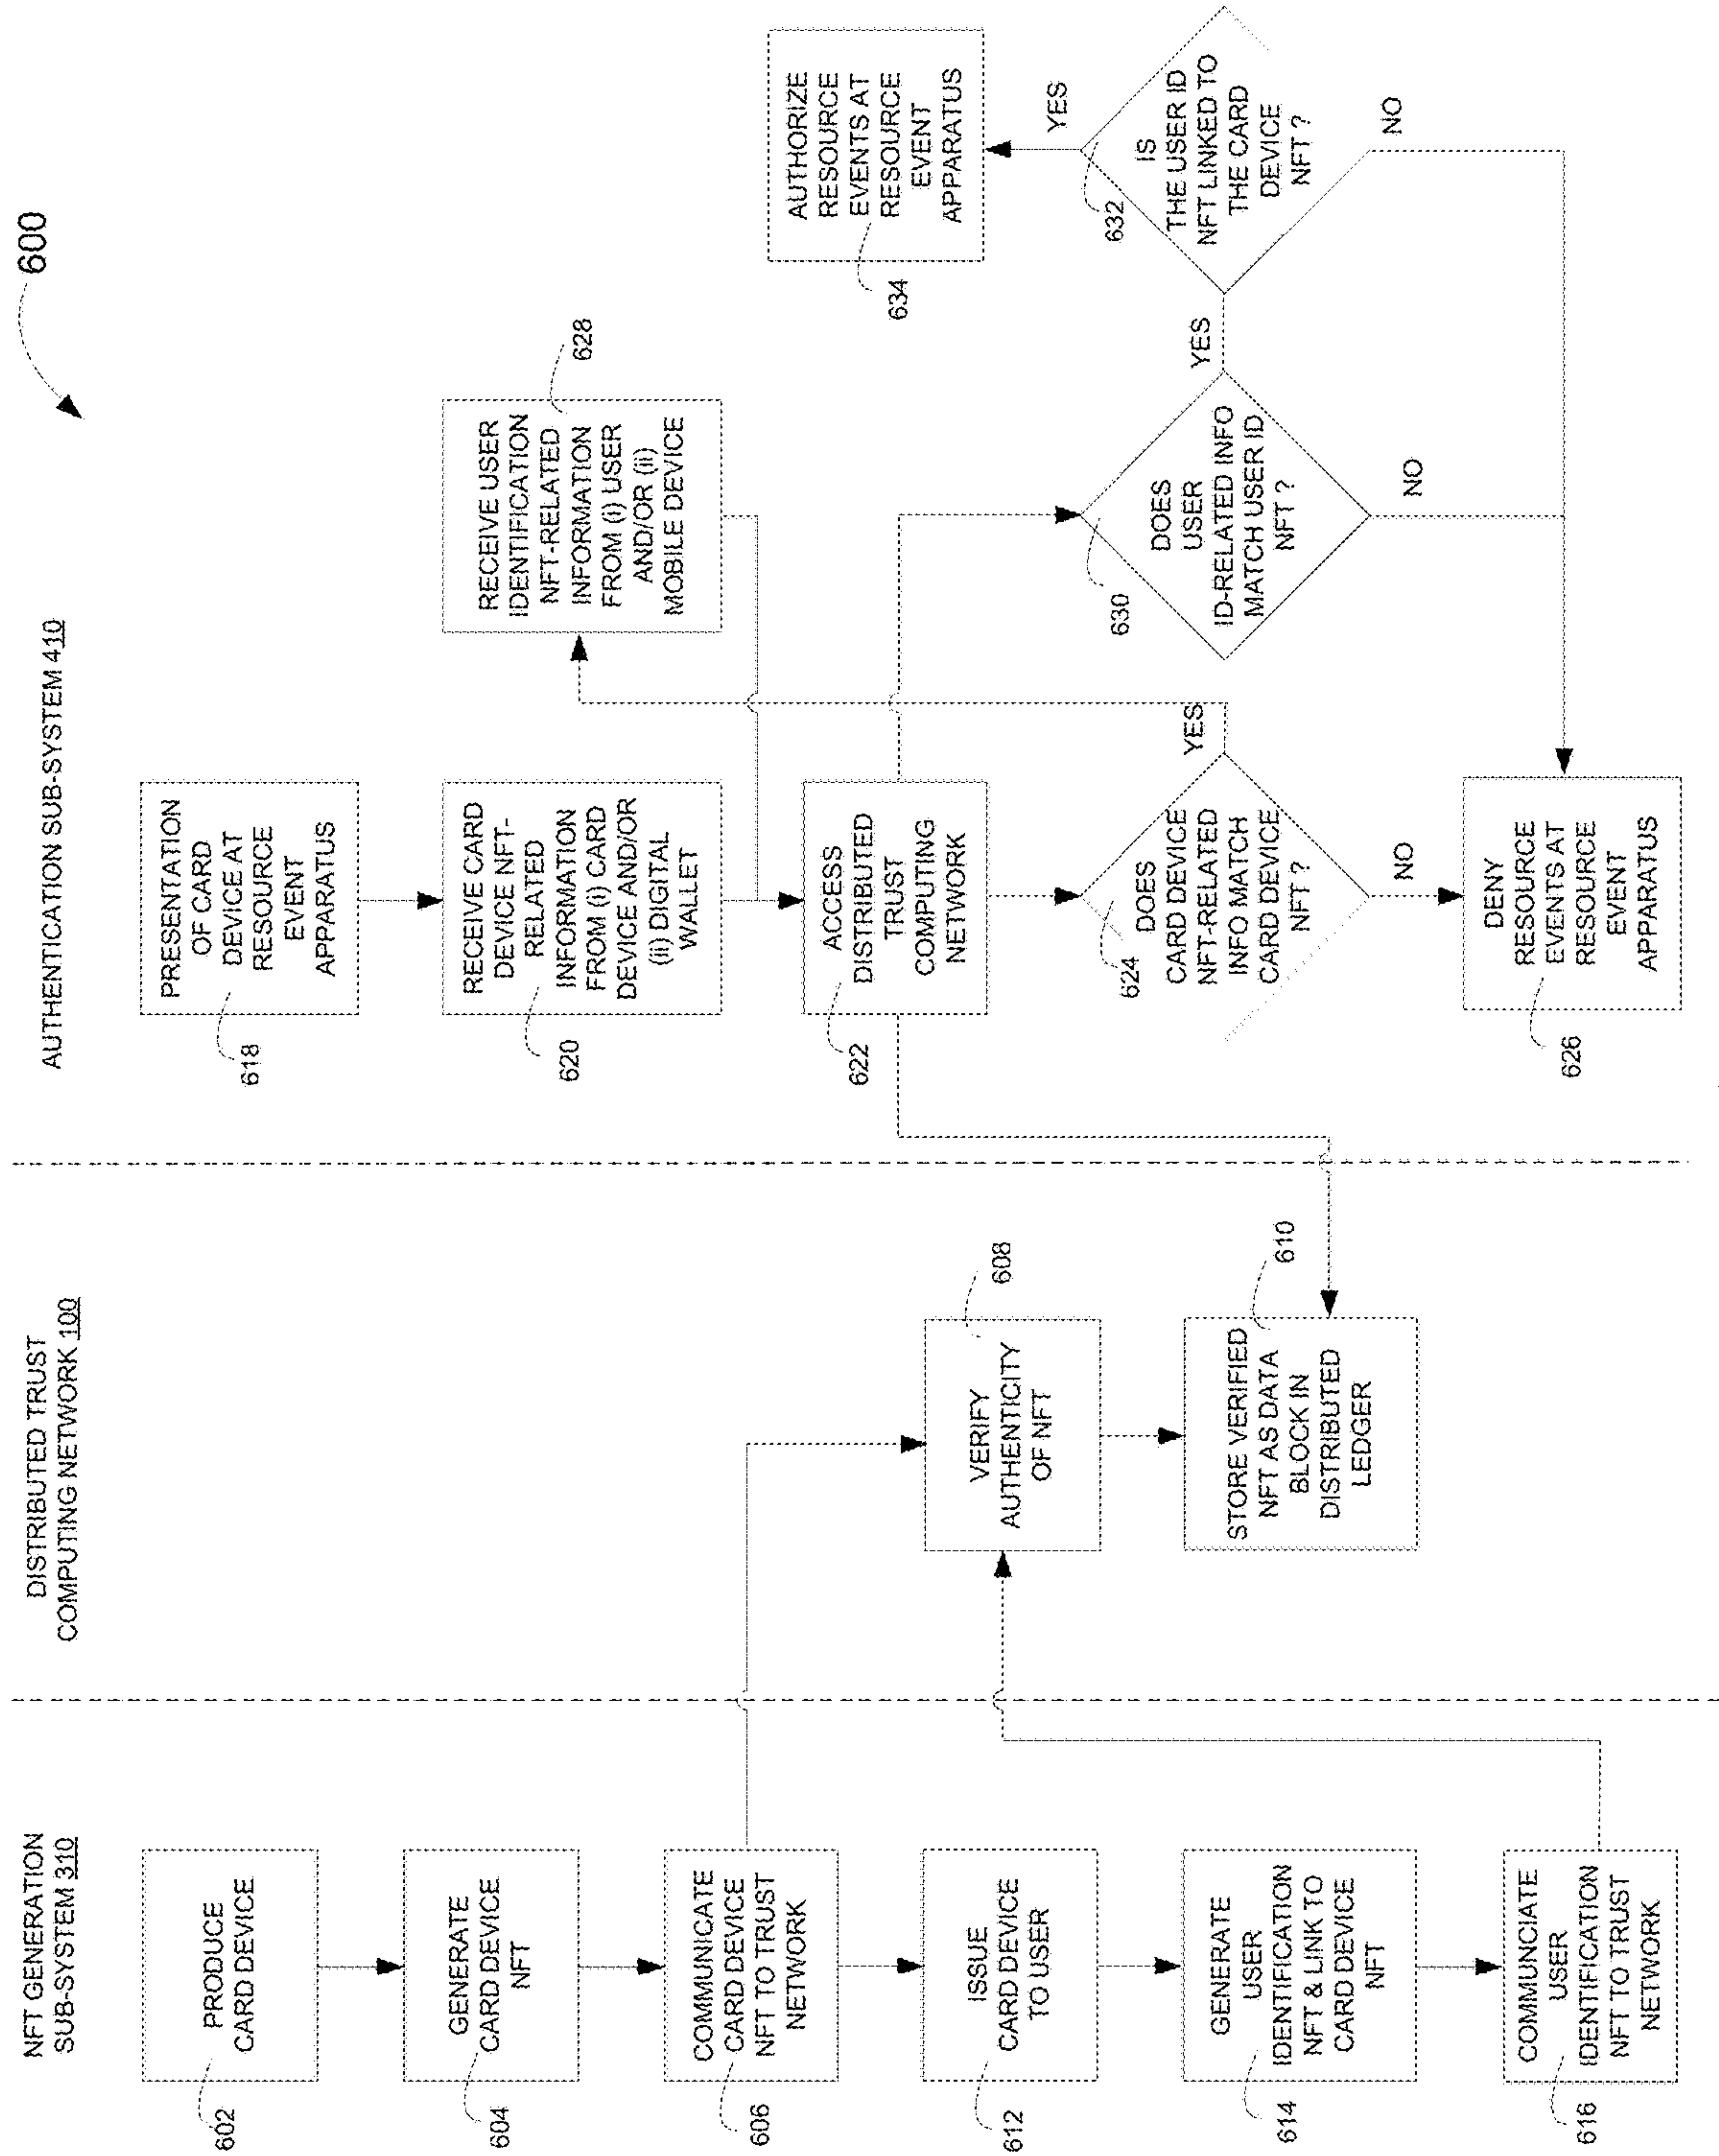 600
NFT GENERATION
SUB-SYSTEM 310
602
PRODUCE
CARD DEVICE
604
GENERATE
CARD DEVICE
NFT
606
COMMUNICATE
CARD DEVICE
NFT TO TRUST
NETWORK
612
ISSUE
CARD DEVICE
TO USER
614
GENERATE
USER
IDENTIFICATION
NFT & LINK TO
CARD DEVICE
NFT
616
COMMUNCIATE
USER
IDENTIFICATION
NFT TO TRUST
NETWORK
DISTRIBUTED TRUST
COMPUTING NETWORK 100
608
VERIFY
AUTHENTICITY
OF NFT
610
STORE VERIFIED
NFT AS DATA
BLOCK IN
DISTRIBUTED
LEDGER
AUTHENTICATION SUB-SYSTEM 410
618
PRESENTATION
OF CARD
DEVICE AT
RESOURCE
EVENT
APPARATUS
620
RECEIVE CARD
DEVICE NFT-
RELATED
INFORMATION
FROM (i) CARD
DEVICE AND/OR
(ii) DIGITAL
WALLET
622
ACCESS
DISTRIBUTED
TRUST
COMPUTING
NETWORK
624
DOES
CARD DEVICE
NFT-RELATED
INFO MATCH
CARD DEVICE
NFT ?
YES
NO
626
DENY
RESOURCE
EVENTS AT
RESOURCE
EVENT
APPARATUS
628
RECEIVE USER
IDENTIFICATION
NFT-RELATED
INFORMATION
FROM (i) USER
AND/OR (ii)
MOBILE DEVICE
630
DOES
USER
ID-RELATED INFO
MATCH USER ID
NFT ?
YES
NO
632
IS
THE USER ID
NFT LINKED TO
THE CARD
DEVICE
NFT ?
YES
NO
634
AUTHORIZE
RESOURCE
EVENTS AT
RESOURCE
EVENT
APPARATUS